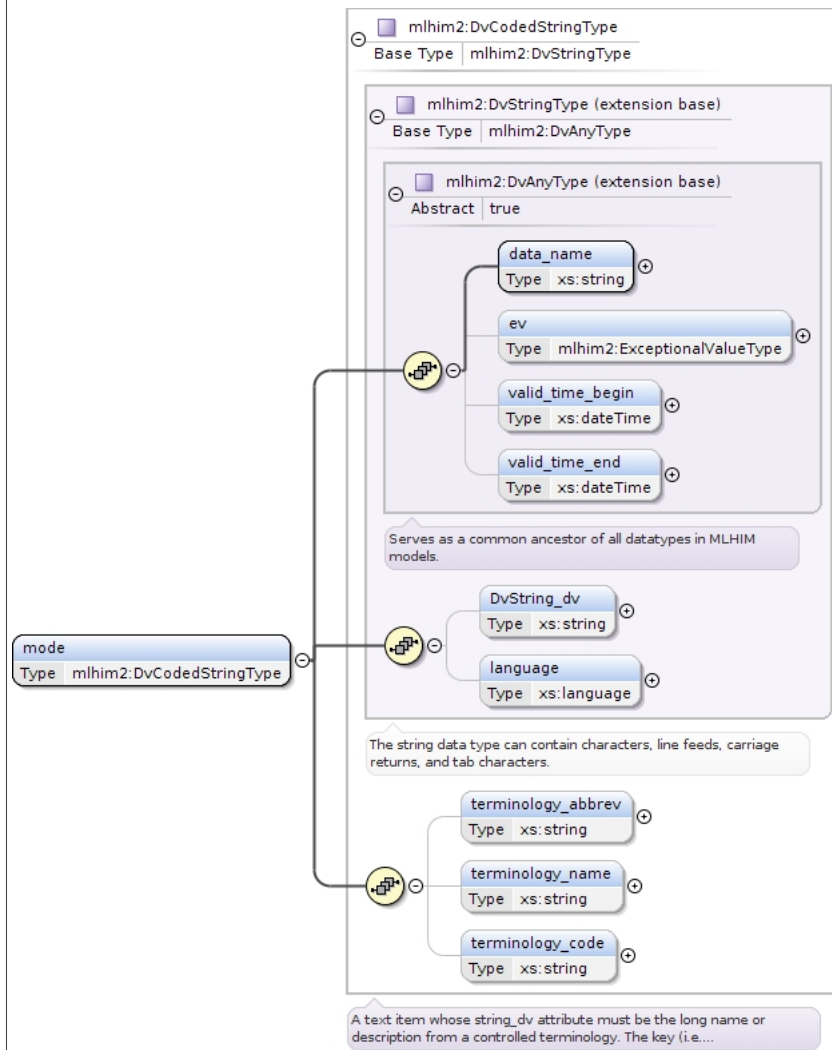 mlhim2:DvCodedStringType
Base Type mlhim2:DvStringType
mlhim2:DvStringType (extension base)
Base Type mlhim2:DvAnyType
mlhim2:DvAnyType (extension base)
Abstract true
data_name
Type xs:string
ev
Type mlhim2:ExceptionalValueType
valid_time_begin
Type xs:dateTime
valid_time_end
Type xs:dateTime
Serves as a common ancestor of all datatypes in MLHIM
models.
DvString_dv
Type xs:string
language
Type xs:language
mode
Type mlhim2:DvCodedStringType
The string data type can contain characters, line feeds, carriage
returns, and tab characters.
terminology_abbrev
Type xs:string
terminology_name
Type xs:string
terminology_code
Type xs:string
A text item whose string_dv attribute must be the long name or
description from a controlled terminology. The key (i.e....